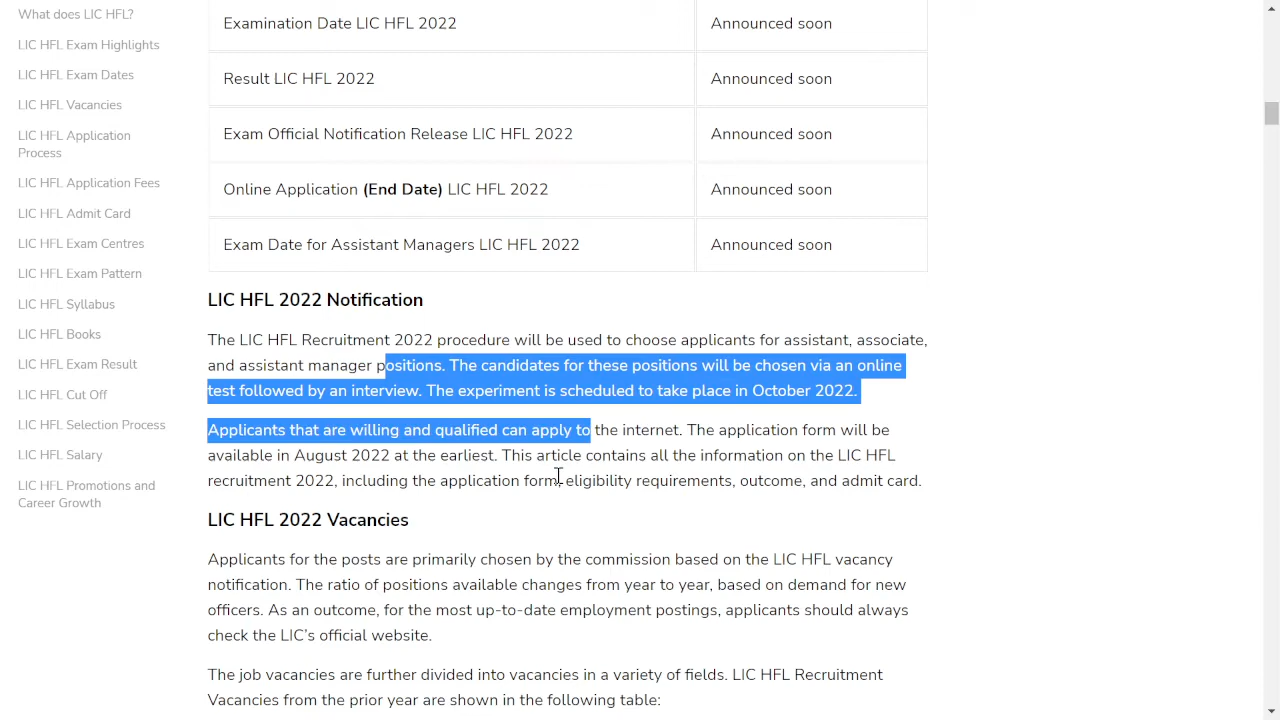 What does LIC HFL?
LIC HFL Exam Highlights
LIC HFL Exam Dates
LIC HFL Vacancies
LIC HFL Application
Process
LIC HFL Application Fees
LIC HFL Admit Card
LIC HFL Exam Centres
LIC HFL Exam Pattern
LIC HFL Syllabus
LIC HFL Books
LIC HFL Exam Result
LIC HFL Cut Off
LIC HFL Selection Process
LIC HFL Salary
LIC HFL Promotions and
Career Growth
Examination Date LIC HFL 2022 Announced soon
Result LIC HFL 2022 Announced soon
Exam Official Notification Release LIC HFL 2022 Announced soon
Online Application (End Date) LIC HFL 2022 Announced soon
Exam Date for Assistant Managers LIC HFL 2022 Announced soon
LIC HFL 2022 Notification
The LIC HFL Recruitment 2022 procedure will be used to choose applicants for assistant, associate,
and assistant manager positions. The candidates for these positions will be chosen via an online
test followed by an interview. The experiment is scheduled to take place in October 2022.
Applicants that are willing and qualified can apply to the internet. The application form will be
available in August 2022 at the earliest. This article contains all the information on the LIC HFL
recruitment 2022, including the application form, eligibility requirements, outcome, and admit card.
LIC HFL 2022 Vacancies
Applicants for the posts are primarily chosen by the commission based on the LIC HFL vacancy
notification. The ratio of positions available changes from year to year, based on demand for new
officers. As an outcome, for the most up-to-date employment postings, applicants should always
check the LIC’s official website.
The job vacancies are further divided into vacancies in a variety of fields. LIC HFL Recruitment
Vacancies from the prior year are shown in the following table: